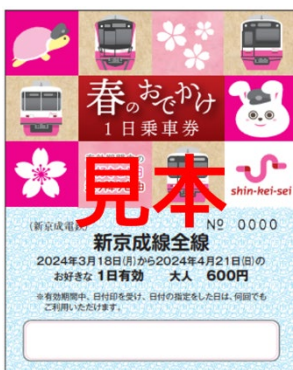 春のおでかけ
1日乗車券
見本
shin-kei-sei
(新京成電鉄)
№ 0000
新京成線全線
2024年3月18日(月)から2024年4月21日(日)の
お好きな 1日有効 大人 600円
※有効期間中、日付印を受け、日付の指定をした日は、何回でも
ご利用いただけます。